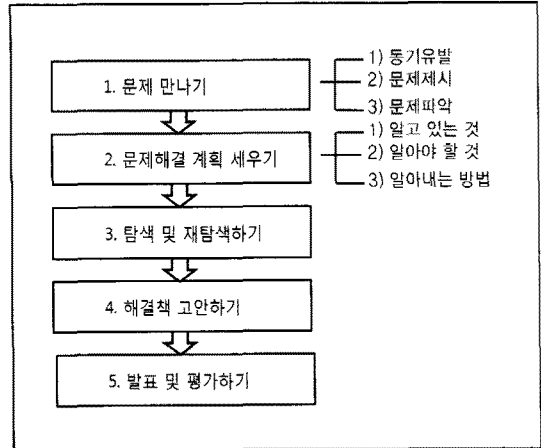 1. 문제 만나기
1) 동기유발
2) 문제제시
3) 문제파악
2. 문제해결 계획 세우기
1) 알고 있는 것
2) 알아야 할 것
3) 알아내는 방법
3. 탐색 및 재탐색하기
4. 해결책 고안하기
5. 발표 및 평가하기